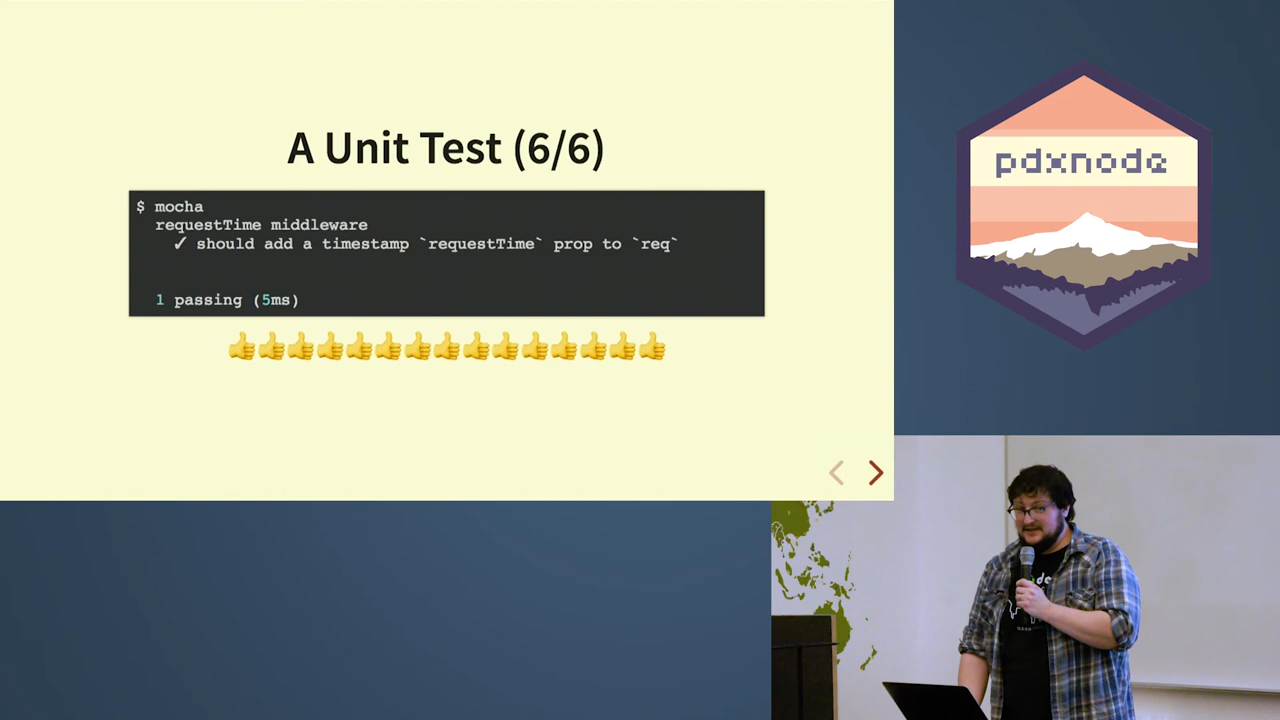 A Unit Test (6/6)
$ mocha
requestTime middleware
✓ should add a timestamp `requestTime` prop to `req`
1 passing (5ms)
pdxnode